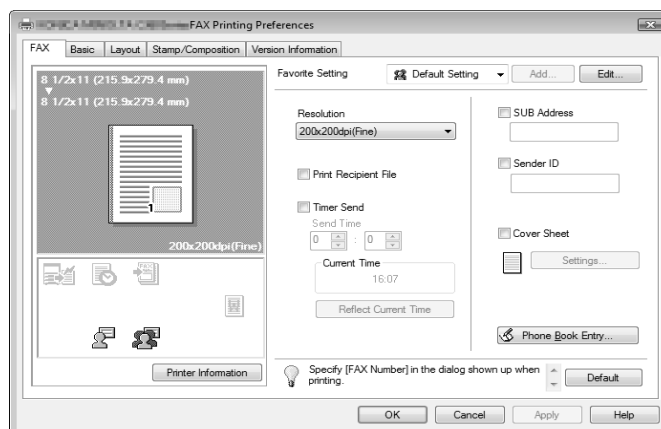 FAX Printing Preferences
FAX Basic Layout Stamp/Composition Version Information
8 1/2x11 (215.9x279.4 mm)
8 1/2x11 (215.9x279.4 mm)
1
200x200dpi(Fine)
Printer Information
Favorite Setting Default Setting Add... Edit...
Resolution
200x200dpi(Fine)
Print Recipient File
Timer Send
Send Time
0 : 0
Current Time
16:07
Reflect Current Time
SUB Address
Sender ID
Cover Sheet
Settings...
Phone Book Entry...
Specify [FAX Number] in the dialog shown up when
printing.
Default
OK Cancel Apply Help